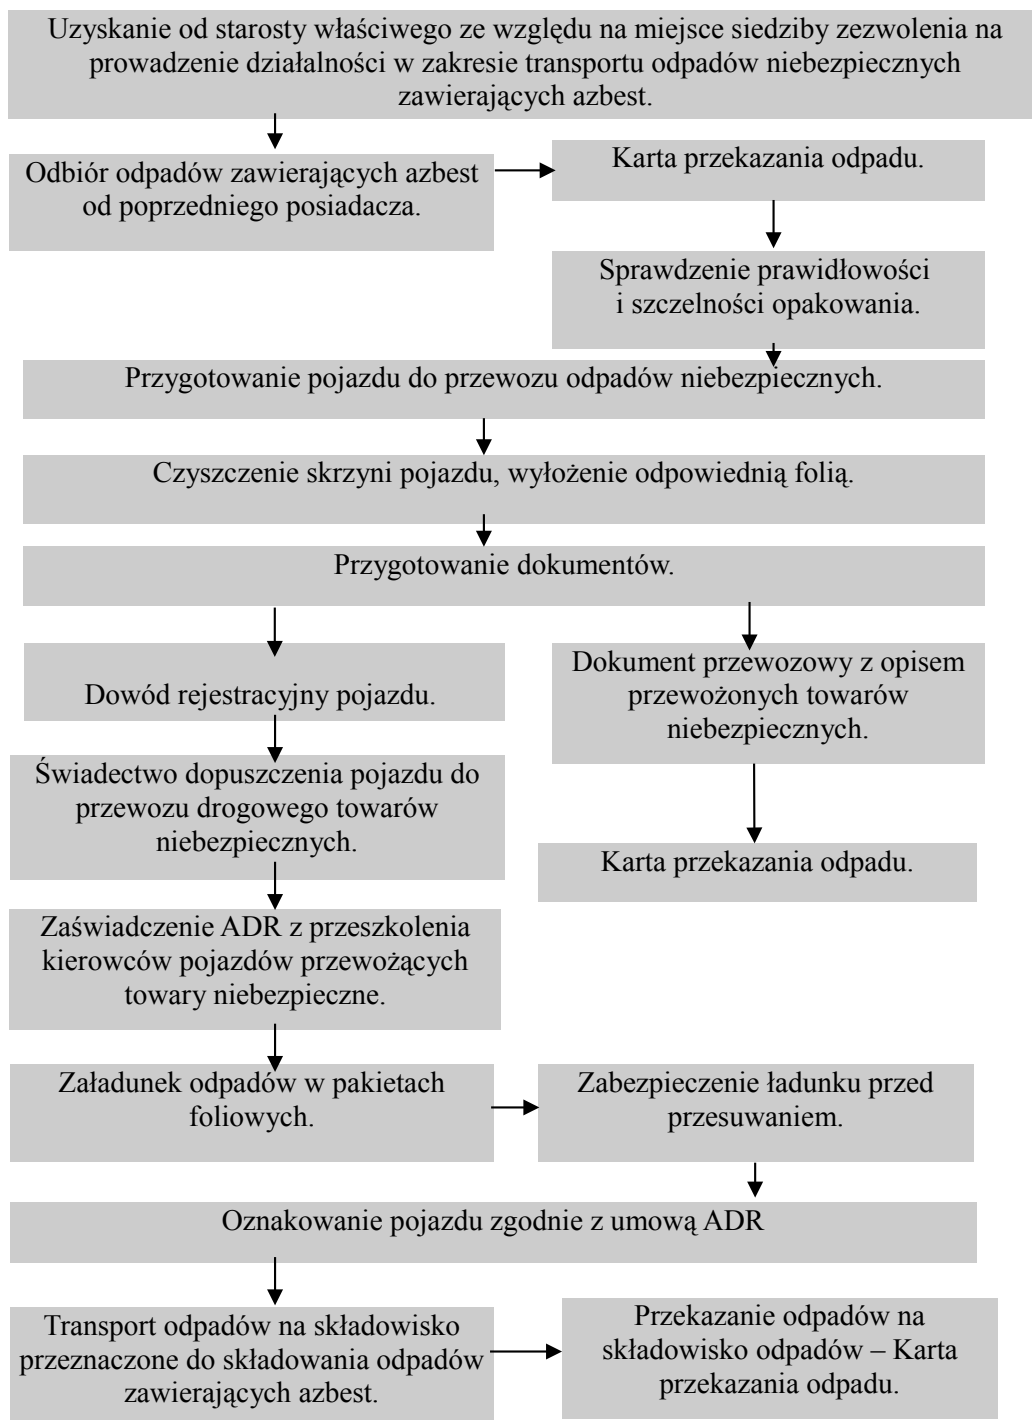 Uzyskanie od starosty właściwego ze względu na miejsce siedziby zezwolenia na
prowadzenie działalności w zakresie transportu odpadów niebezpiecznych
zawierających azbest.
Odbiór odpadów zawierających azbest
od poprzedniego posiadacza.
Karta przekazania odpadu.
Sprawdzenie prawidłowości
i szczelności opakowania.
Przygotowanie pojazdu do przewozu odpadów niebezpiecznych.
Czyszczenie skrzyni pojazdu, wyłożenie odpowiednią folią.
Przygotowanie dokumentów.
Dowód rejestracyjny pojazdu.
Świadectwo dopuszczenia pojazdu do
przewozu drogowego towarów
niebezpiecznych.
Zaświadczenie ADR z przeszkolenia
kierowców pojazdów przewożących
towary niebezpieczne.
Dokument przewozowy z opisem
przewożonych towarów
niebezpiecznych.
Karta przekazania odpadu.
Załadunek odpadów w pakietach
foliowych.
Zabezpieczenie ładunku przed
przesuwaniem.
Oznakowanie pojazdu zgodnie z umową ADR
Transport odpadów na składowisko
przeznaczone do składowania odpadów
zawierających azbest.
Przekazanie odpadów na
składowisko odpadów – Karta
przekazania odpadu.